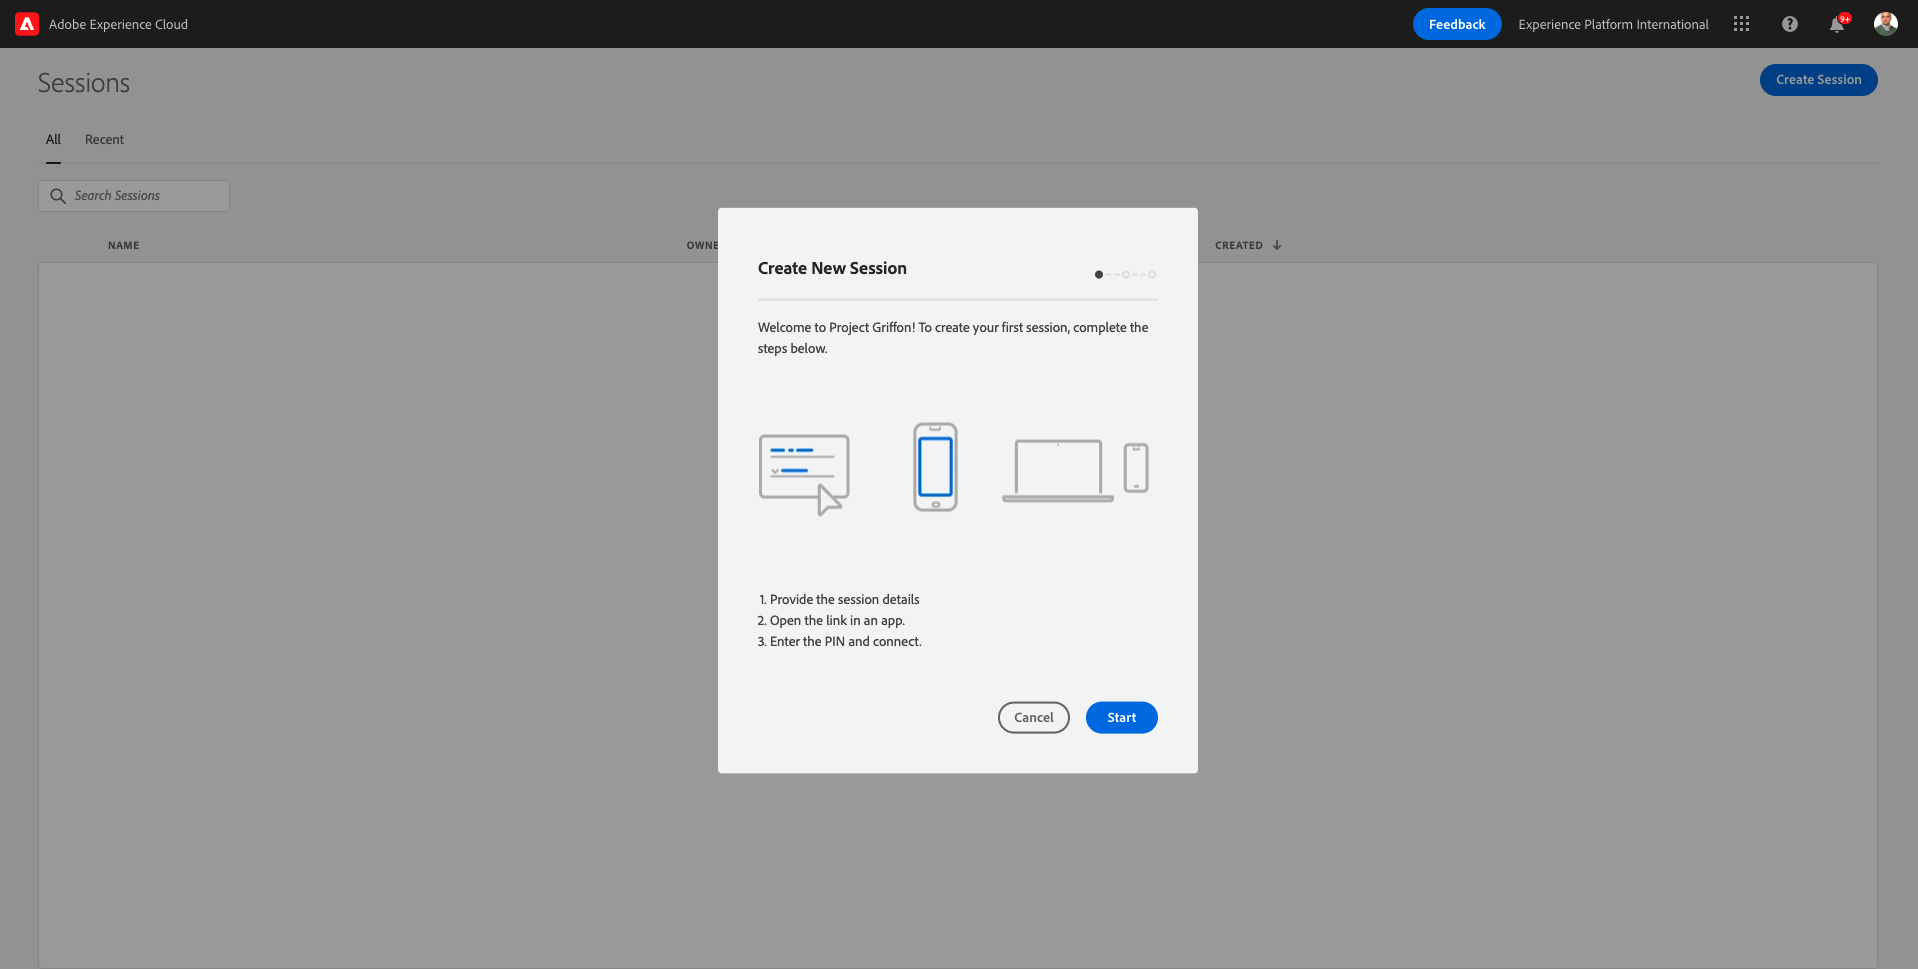 Adobe Experience Cloud
Feedback
Experience Platform International
9+
Sessions
Create Session
All
Recent
Search Sessions
NAME
OWNE
CREATED
Create New Session
Welcome to Project Griffon! To create your first session, complete the
steps below.
1. Provide the session details
2. Open the link in an app.
3. Enter the PIN and connect.
Cancel
Start